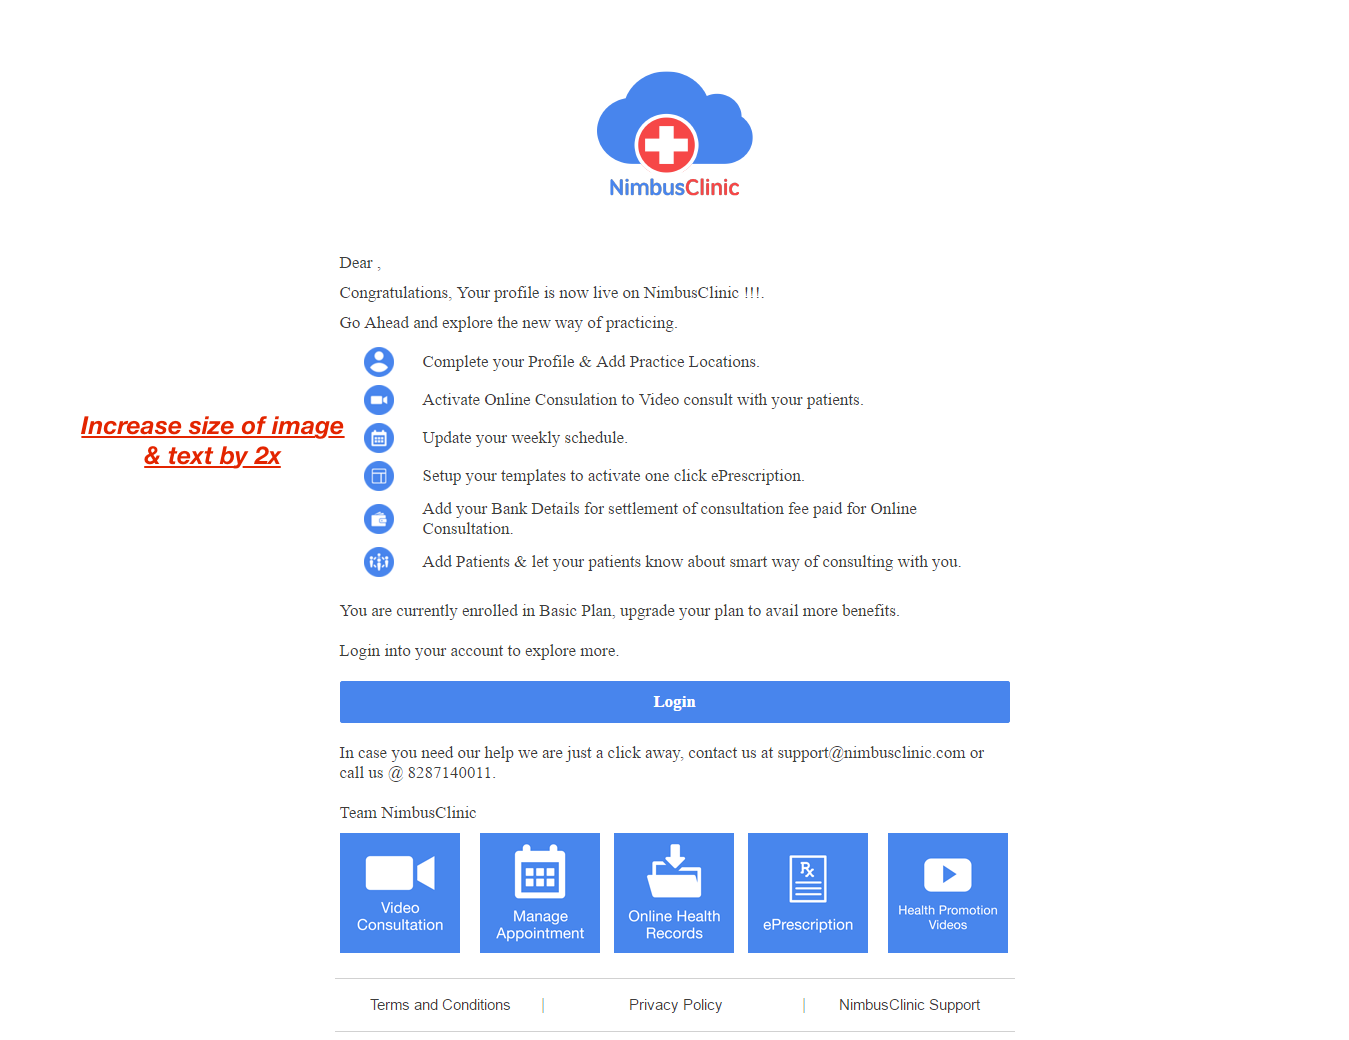 NimbusClinic
Dear ,
Congratulations, Your profile is now live on NimbusClinic !!!.
Go Ahead and explore the new way of practicing.
Complete your Profile & Add Practice Locations.
Activate Online Consulation to Video consult with your patients.
Increase size of image
& text by 2x
Update your weekly schedule.
Setup your templates to activate one click ePrescription.
Add your Bank Details for settlement of consultation fee paid for Online
Consultation.
Add Patients & let your patients know about smart way of consulting with you.
You are currently enrolled in Basic Plan, upgrade your plan to avail more benefits.
Login into your account to explore more.
Login
In case you need our help we are just a click away, contact us at support@nimbusclinic.com or
call us @ 8287140011.
Team NimbusClinic
Video
Consultation
Manage
Appointment
Online Health
Records
Rx
ePrescription
Health Promotion
Videos
Terms and Conditions | Privacy Policy | NimbusClinic Support